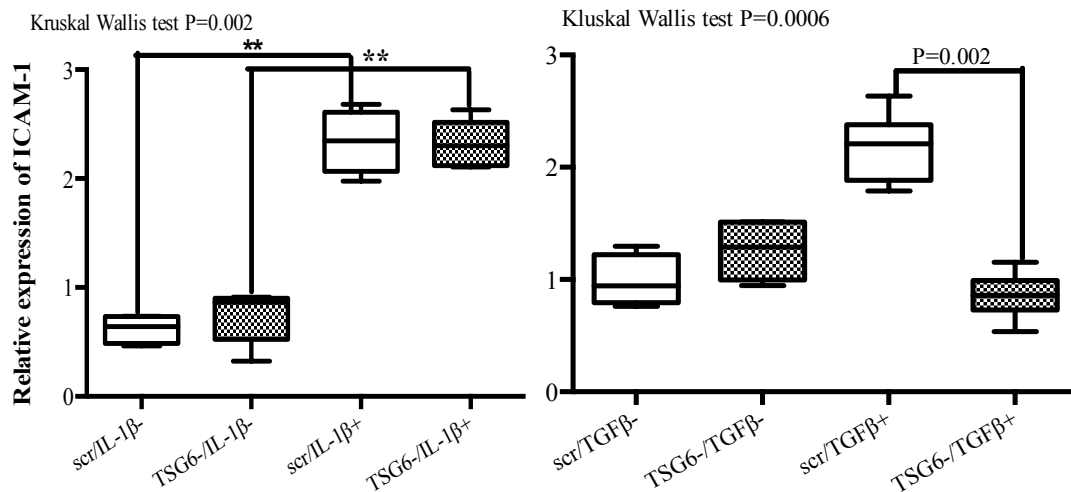 Kruskal Wallis test P=0.002
**
**
Relative expression of ICAM-1
3
2
1
0
scr/IL-1β-
TSG6-/IL-1β-
scr/IL-1β+
TSG6-/IL-1β+
Kluskal Wallis test P=0.0006
P=0.002
3
2
1
0
scr/TGFβ-
TSG6-/TGFβ-
scr/TGFβ+
TSG6-/TGFβ+